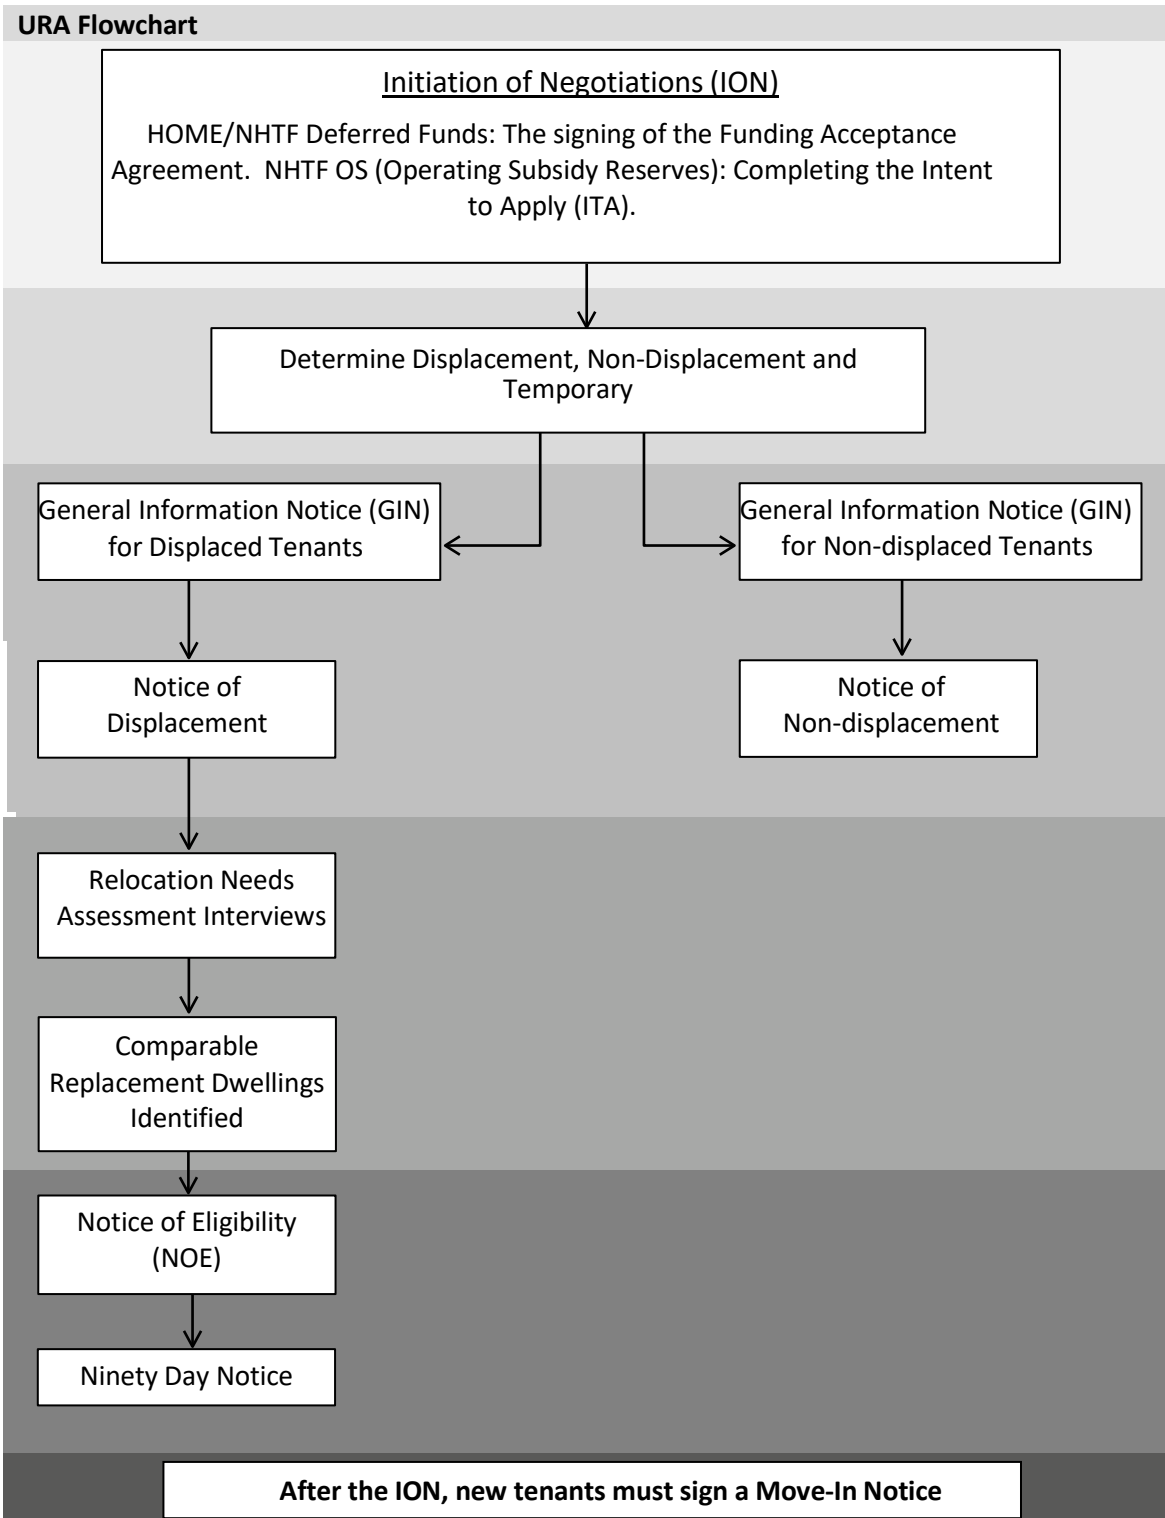 URA Flowchart
Initiation of Negotiations (ION)
HOME/NHTF Deferred Funds: The signing of the Funding Acceptance
Agreement.  NHTF OS (Operating Subsidy Reserves): Completing the Intent
to Apply (ITA).
Determine Displacement, Non-Displacement and
Temporary
General Information Notice (GIN)
for Displaced Tenants
General Information Notice (GIN)
for Non-displaced Tenants
Notice of
Displacement
Notice of
Non-displacement
Relocation Needs
Assessment Interviews
Comparable
Replacement Dwellings
Identified
Notice of Eligibility
(NOE)
Ninety Day Notice
After the ION, new tenants must sign a Move-In Notice